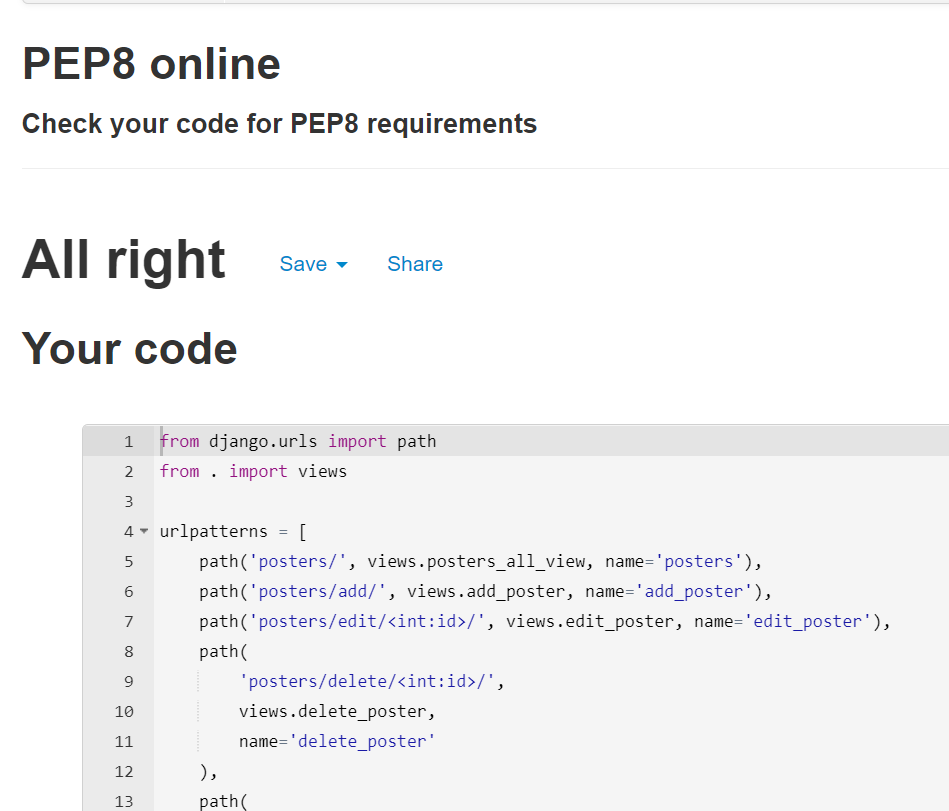 PEP8 online
Check your code for PEP8 requirements
All right Save Share
Your code
1 from django.urls import path
2 from . import views
3
4 urlpatterns = [
5 path('posters/', views.posters_all_view, name='posters'),
6 path('posters/add/', views.add_poster, name='add_poster'),
7 path('posters/edit/<int:id>/', views.edit_poster, name='edit_poster'),
8 path(
9 'posters/delete/<int:id>/',
10 views.delete_poster,
11 name='delete_poster'
12 ),
13 path(